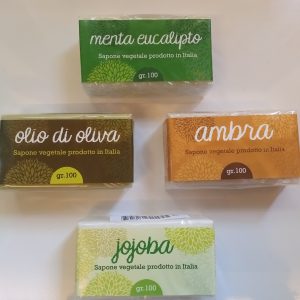 menta eucalipto
Sapone vegetale prodotto in Italia
gr.100
olio di oliva
Sapone vegetale prodotto in Italia
gr.100
ambra
Sapone vegetale prodotto in Italia
gr.100
jojoba
Sapone vegetale prodotto in Italia
gr.100